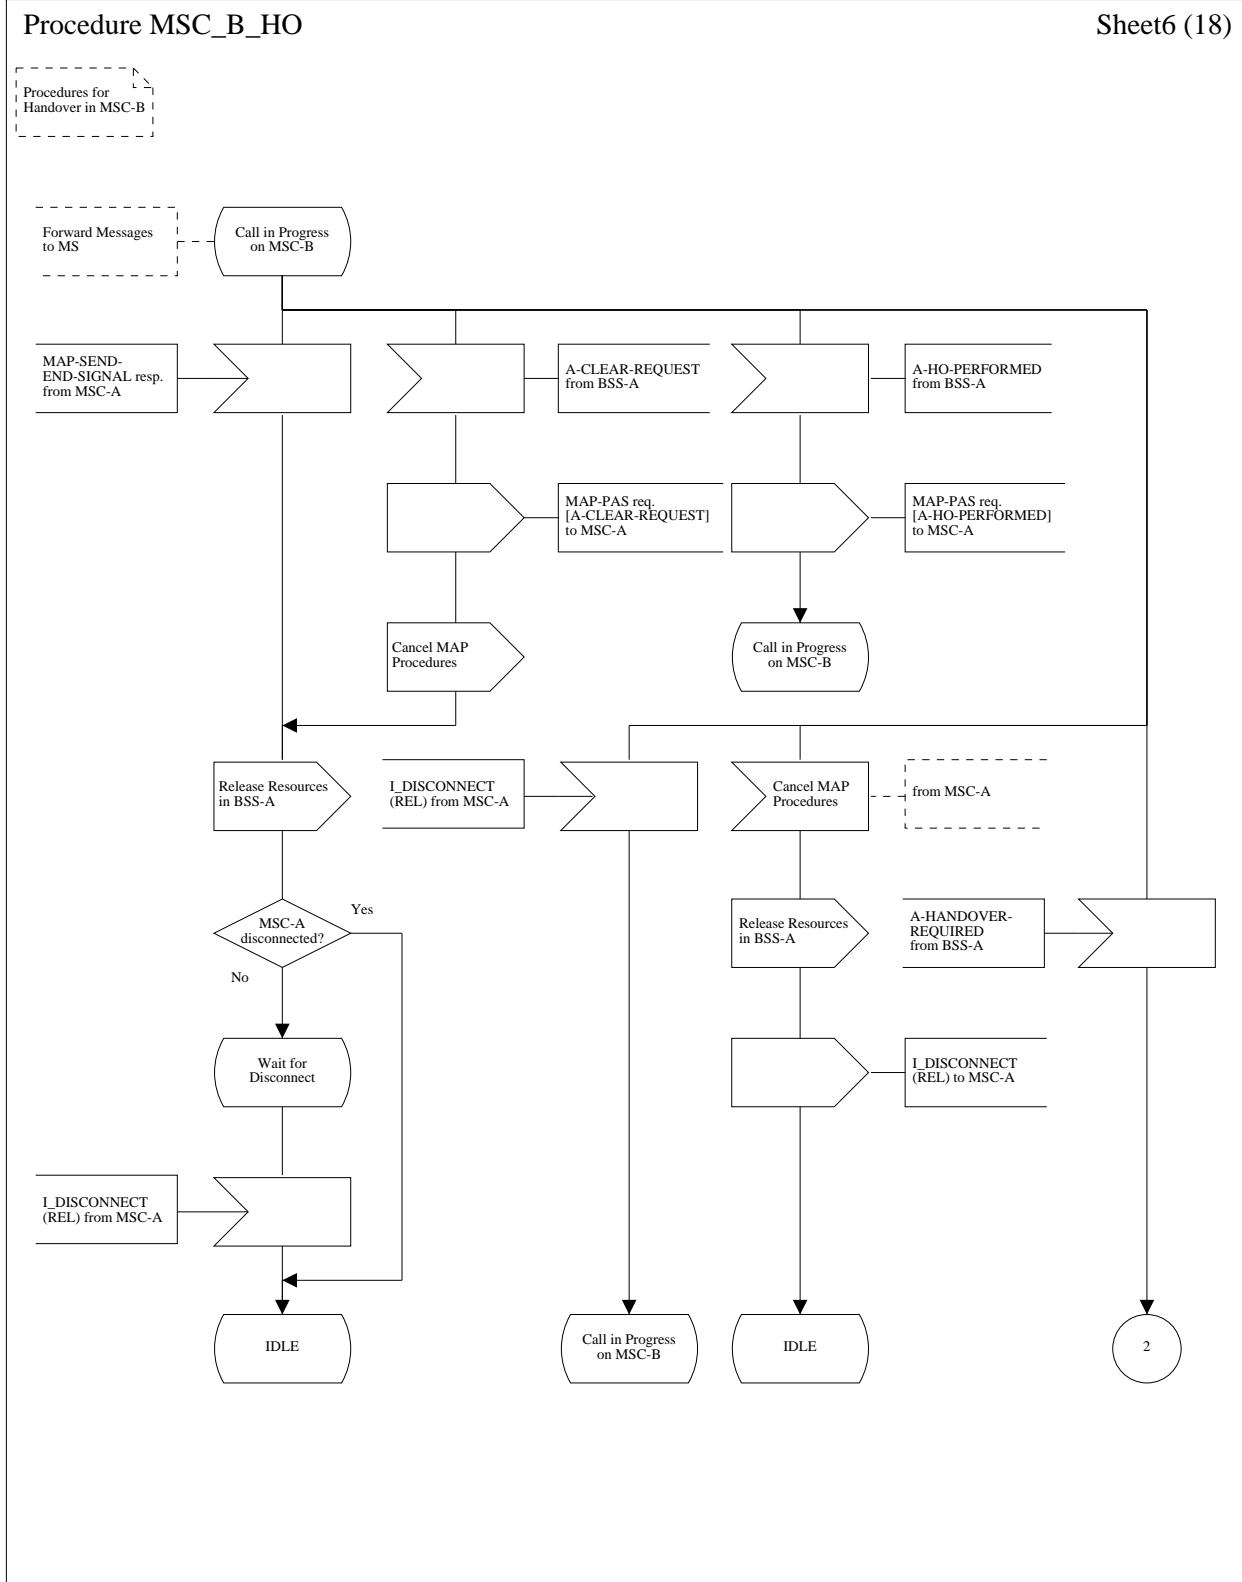 Procedure MSC_B_HO
Sheet6 (18)
Procedures for
Handover in MSC-B
Forward Messages
to MS
Call in Progress
on MSC-B
MAP-SEND-
END-SIGNAL resp.
from MSC-A
A-CLEAR-REQUEST
from BSS-A
A-HO-PERFORMED
from BSS-A
MAP-PAS req.
[A-CLEAR-REQUEST]
to MSC-A
MAP-PAS req.
[A-HO-PERFORMED]
to MSC-A
Cancel MAP
Procedures
Call in Progress
on MSC-B
Release Resources
in BSS-A
I_DISCONNECT
(REL) from MSC-A
Cancel MAP
Procedures
from MSC-A
MSC-A
disconnected?
Yes
No
Release Resources
in BSS-A
A-HANDOVER-
REQUIRED
from BSS-A
Wait for
Disconnect
I_DISCONNECT
(REL) to MSC-A
I_DISCONNECT
(REL) from MSC-A
IDLE
Call in Progress
on MSC-B
IDLE
2